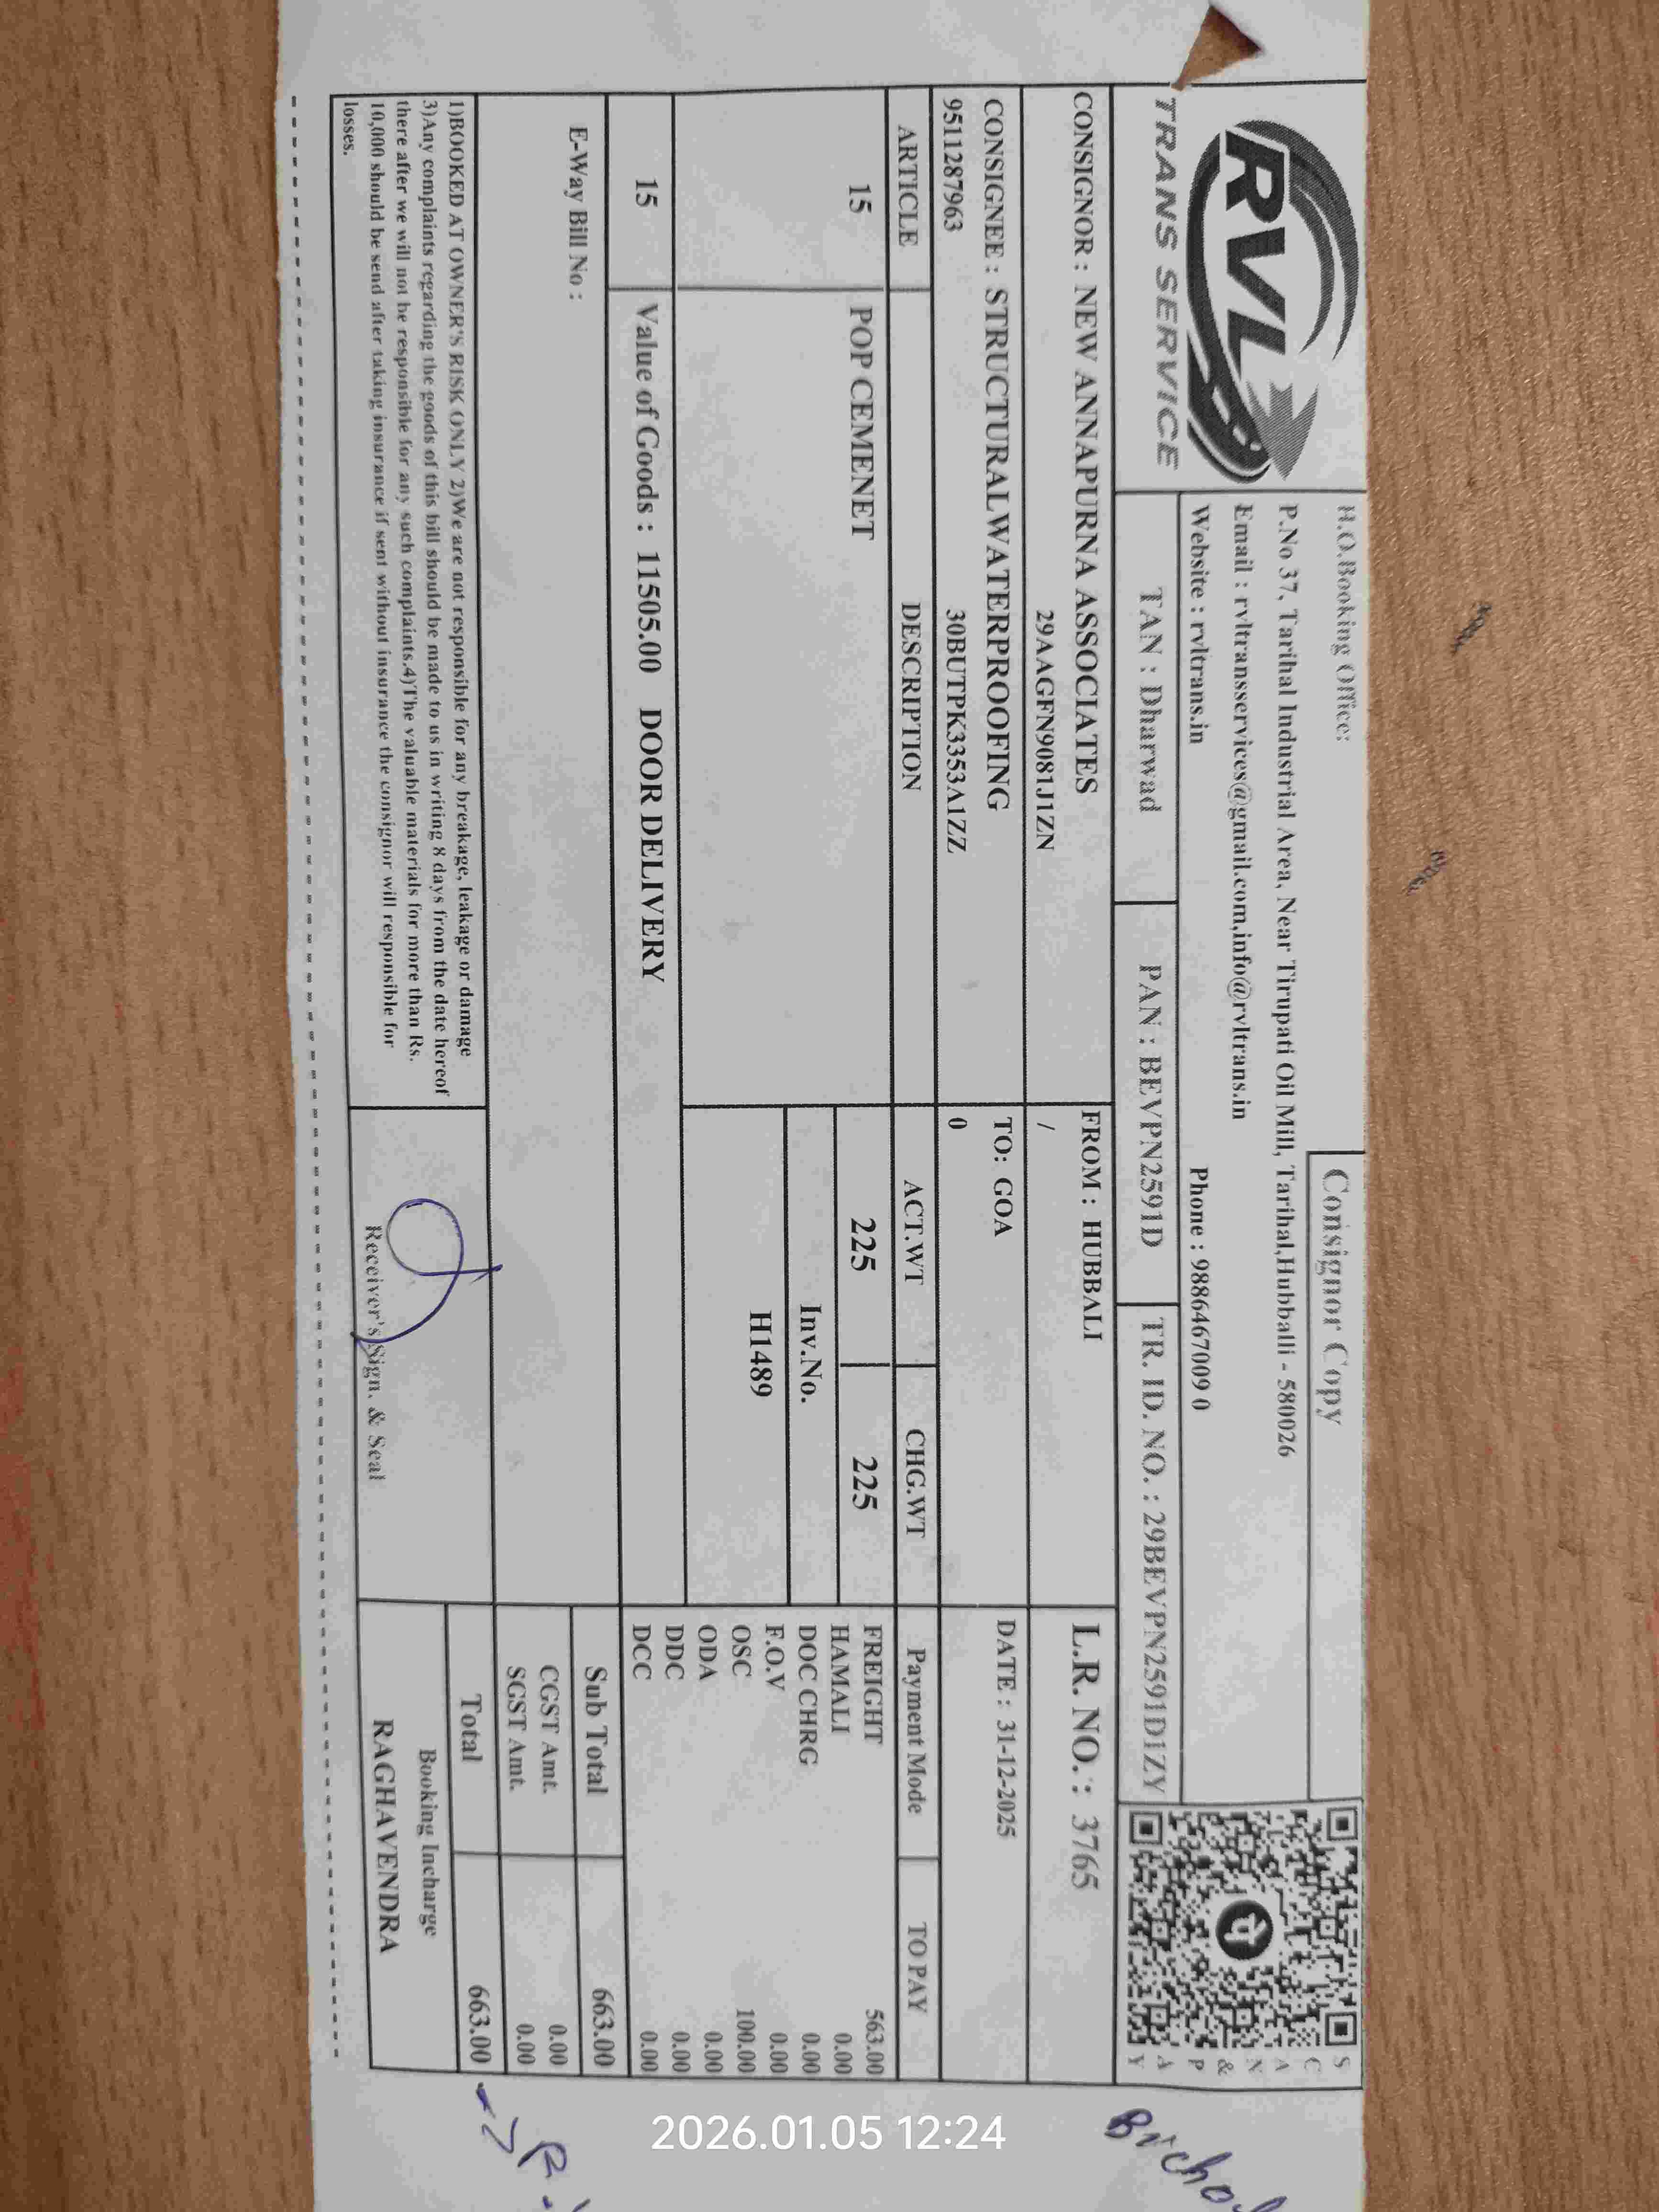 RVL
TRANS SERVICE
H.O.Booking Office:
Consignor Copy
P.No 37, Tarihal Industrial Area, Near Tirupati Oil Mill, Tarihal,Hubballi - 580026
Email : rvltransservices@gmail.com,info@rvltrans.in
Website : rvltrans.in Phone : 9886467009 0
SCAN & PAY
TAN : Dharwad PAN : BEVPN2591D TR. ID. NO. : 29BEVPN2591D1ZY
CONSIGNOR : NEW ANNAPURNA ASSOCIATES FROM : HUBBALI L.R. NO. : 3765
29AAGFN9081J1ZN /
CONSIGNEE : STRUCTURALWATERPROOFING TO: GOA DATE : 31-12-2025
9511287963 30BUTPK3353A1ZZ 0
ARTICLE DESCRIPTION ACT.WT CHG.WT Payment Mode TO PAY
15 POP CEMENET 225 225 FREIGHT 563.00
HAMALI 0.00
Inv.No. DOC CHRG 0.00
F.O.V 0.00
H1489 OSC 100.00
ODA 0.00
DDC 0.00
15 Value of Goods : 11505.00 DOOR DELIVERY DCC 0.00
Sub Total 663.00
E-Way Bill No :
CGST Amt. 0.00
SGST Amt. 0.00
Total 663.00
1)BOOKED AT OWNER'S RISK ONLY 2)We are not responsible for any breakage, leakage or damage
3)Any complaints regarding the goods of this bill should be made to us in writing 8 days from the date hereof
there after we will not be responsible for any such complaints.4)The valuable materials for more than Rs.
10,000 should be send after taking insurance if sent without insurance the consignor will responsible for
losses.
Receiver's Sign. & Seal
Booking Incharge
RAGHAVENDRA
2026.01.05 12:24